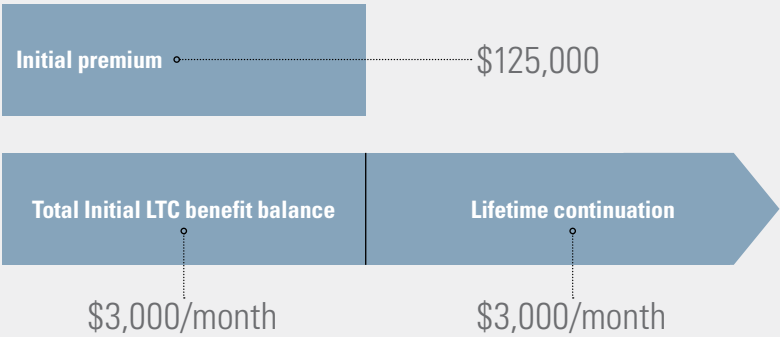 Initial premium
$125,000
Total Initial LTC benefit balance
Lifetime continuation
$3,000/month
$3,000/month